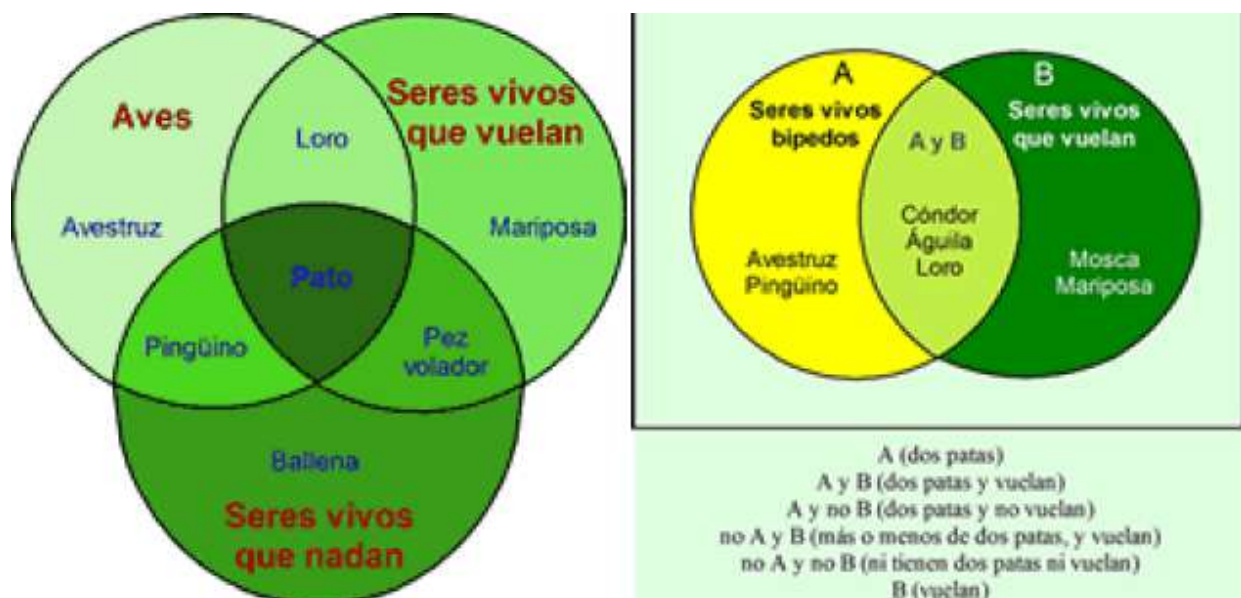 Aves
Seres vivos
que vuelan
Loro
Avestruz
Mariposa
Pato
Pingüino
Pez
volador
Ballena
Seres vivos
que nadan
A
B
Seres vivos
bipedos
A y B
Seres vivos
que vuelan
Cóndor
Águila
Loro
Avestruz
Pingüino
Mosca
Mariposa
A (dos patas)
A y B (dos patas y vuelan)
A y no B (dos patas y no vuelan)
no A y B (más o menos de dos patas, y vuelan)
no A y no B (ni tienen dos patas ni vuelan)
B (vuelan)